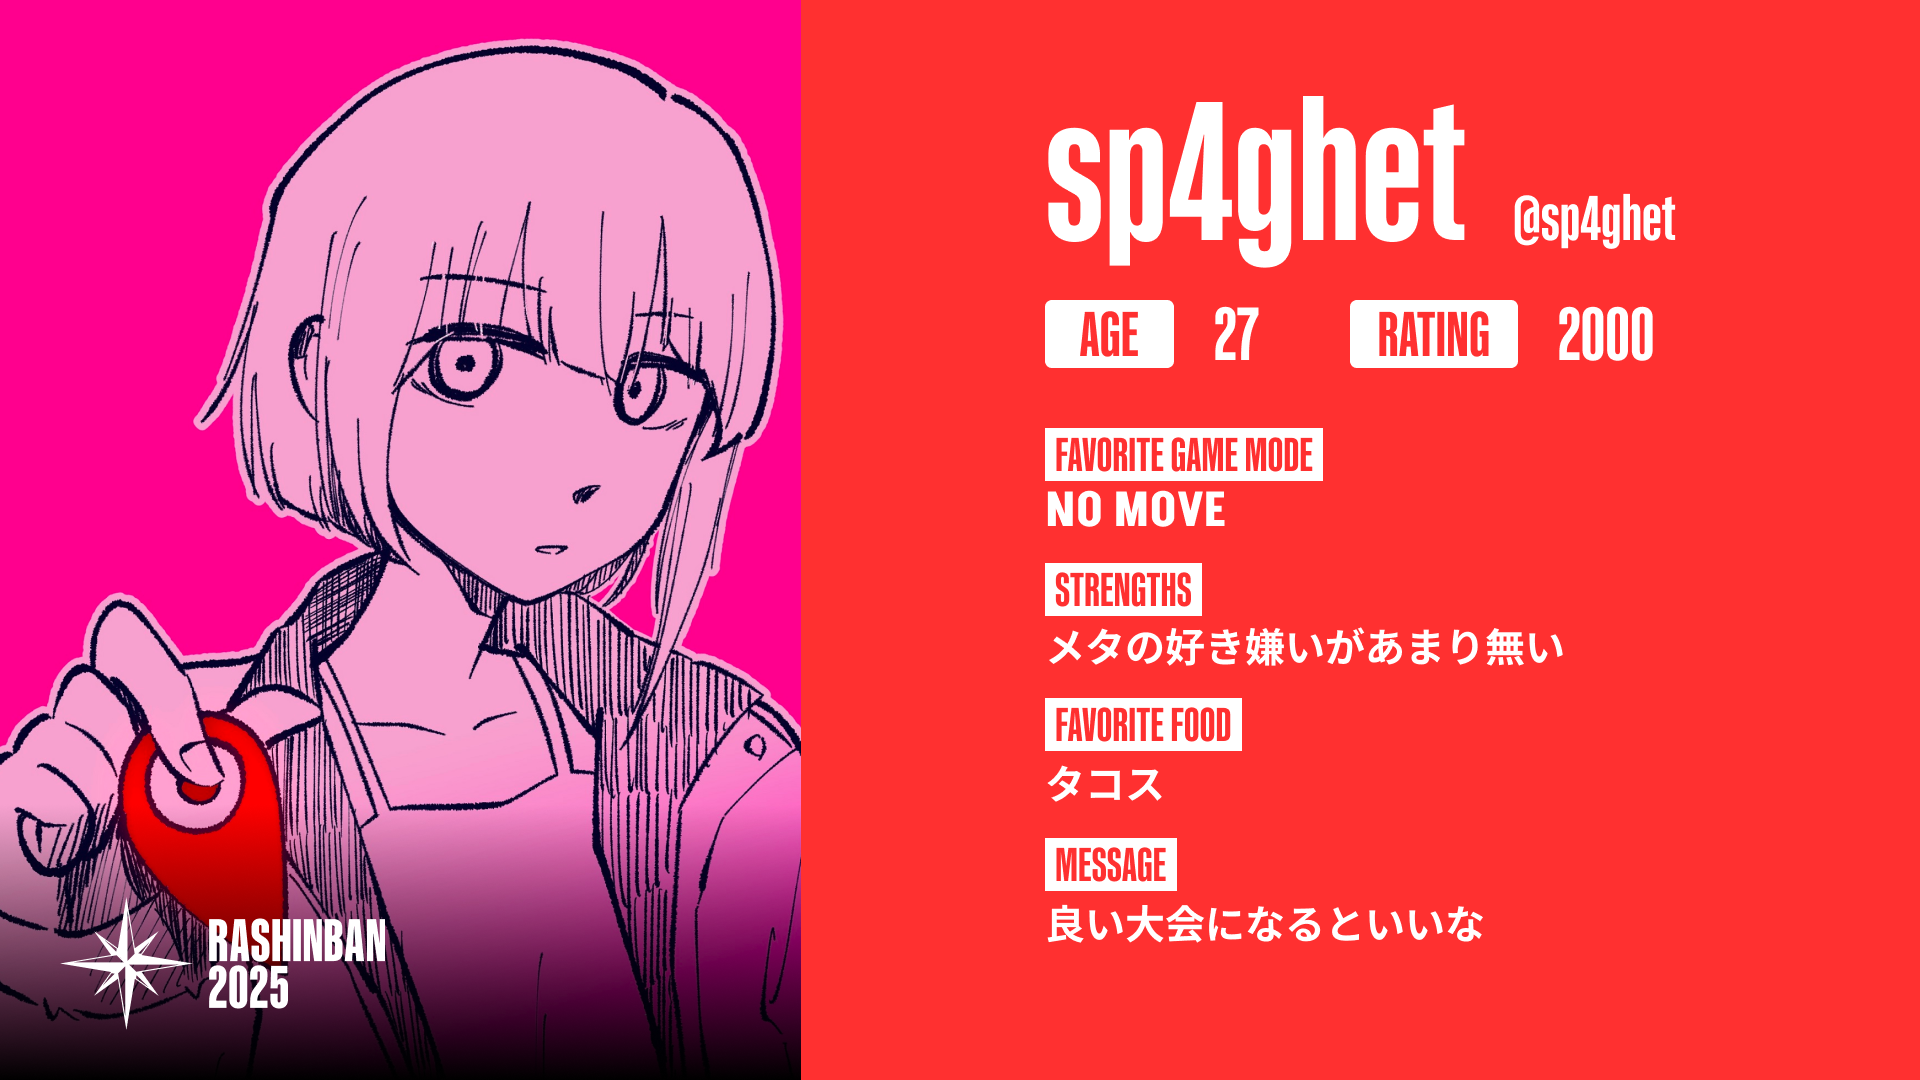 sp4ghet @sp4ghet
AGE 27 RATING 2000
FAVORITE GAME MODE
NO MOVE
STRENGTHS
メタの好き嫌いがあまり無い
FAVORITE FOOD
タコス
MESSAGE
良い大会になるといいな
RASHINBAN
2025